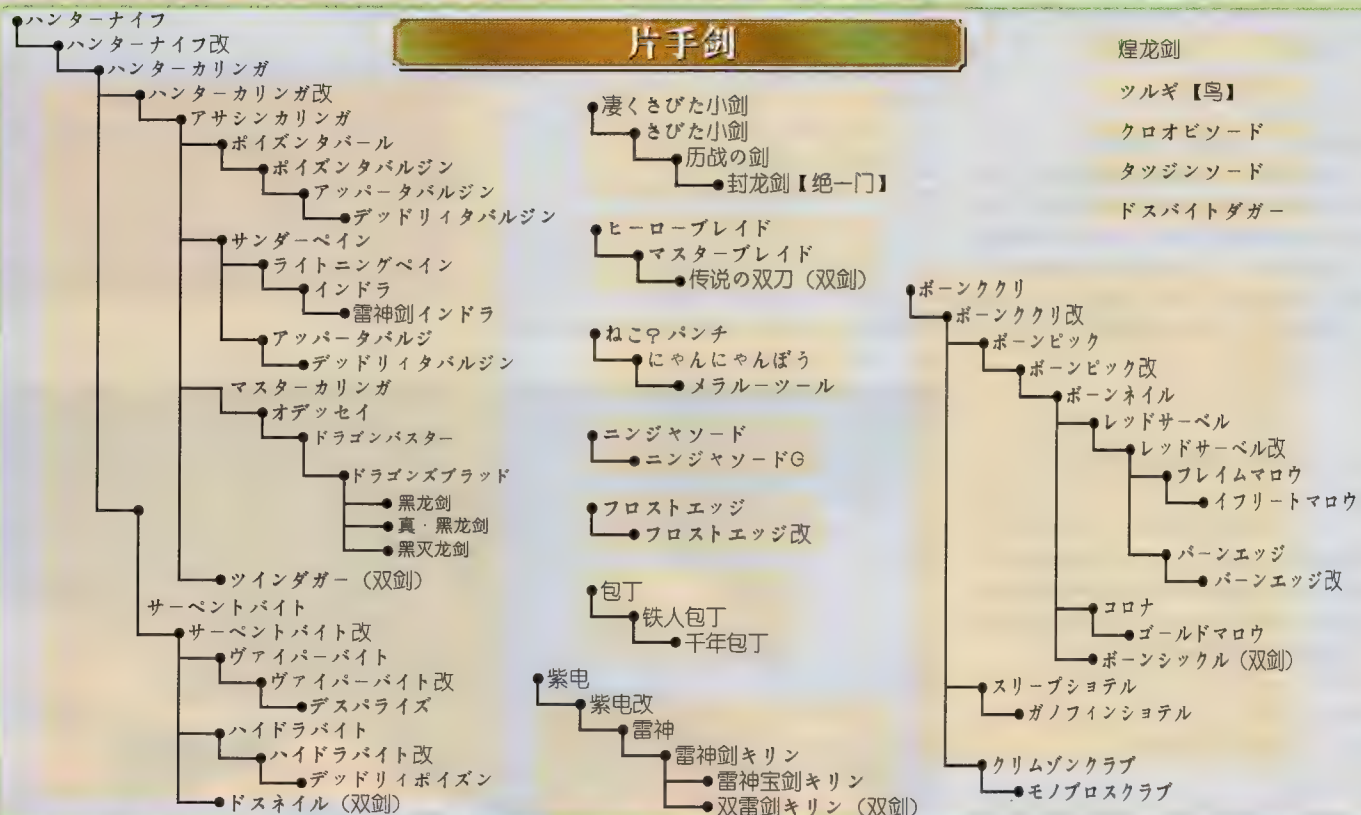 片手剑
ハンターナイフ
ハンターナイフ改
ハンターカリンガ
ハンターカリンガ改
アサシンカリンガ
ポイズンタバール
ポイズンタバルジン
アッパータバルジン
デッドリィタバルジン
サンダーペイン
ライトニングペイン
インドラ
雷神剑インドラ
アッパータバルジ
デッドリィタバルジン
マスターカリンガ
オデッセイ
ドラゴンバスター
ドラゴンズブラッド
黑龙剑
真·黑龙剑
黑灭龙剑
ツインダガー（双剑）
サーペントバイト
サーペントバイト改
ヴァイパーバイト
ヴァイパーバイト改
デスパライズ
ハイドラバイト
ハイドラバイト改
デッドリィポイズン
ドスネイル（双剑）
凄くさびた小剑
さびた小剑
历战の剑
封龙剑【绝一门】
ヒーローブレイド
マスターブレイド
传说の双刀（双剑）
ねこ？パンチ
にゃんにゃんぼう
メラルーツール
ニンジャソード
ニンジャソードG
フロストエッジ
フロストエッジ改
包丁
铁人包丁
千年包丁
紫电
紫电改
雷神
雷神剑キリン
雷神宝剑キリン
双雷剑キリン（双剑）
煌龙剑
ツルギ【鸟】
クロオビソード
タツジンソード
ドスバイトダガー
ボーンククリ
ボーンククリ改
ボーンピック
ボーンピック改
ボーンネイル
レッドサーベル
レッドサーベル改
フレイムマロウ
イフリートマロウ
バーンエッジ
バーンエッジ改
コロナ
ゴールドマロウ
ボーンシックル（双剑）
スリープショテル
ガノフィンショテル
クリムゾンクラブ
モノブロスクラブ